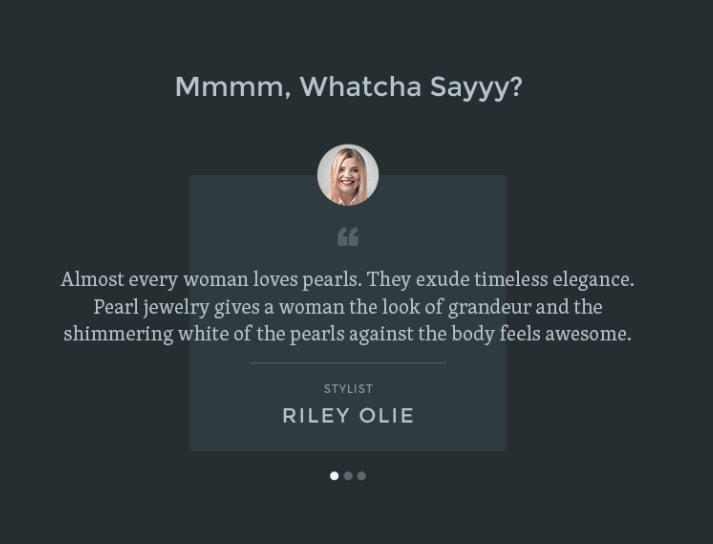 Mmmm, Whatcha Sayyy?
“
Almost every woman loves pearls. They exude timeless elegance.
Pearl jewelry gives a woman the look of grandeur and the
shimmering white of the pearls against the body feels awesome.
STYLIST
RILEY OLIE